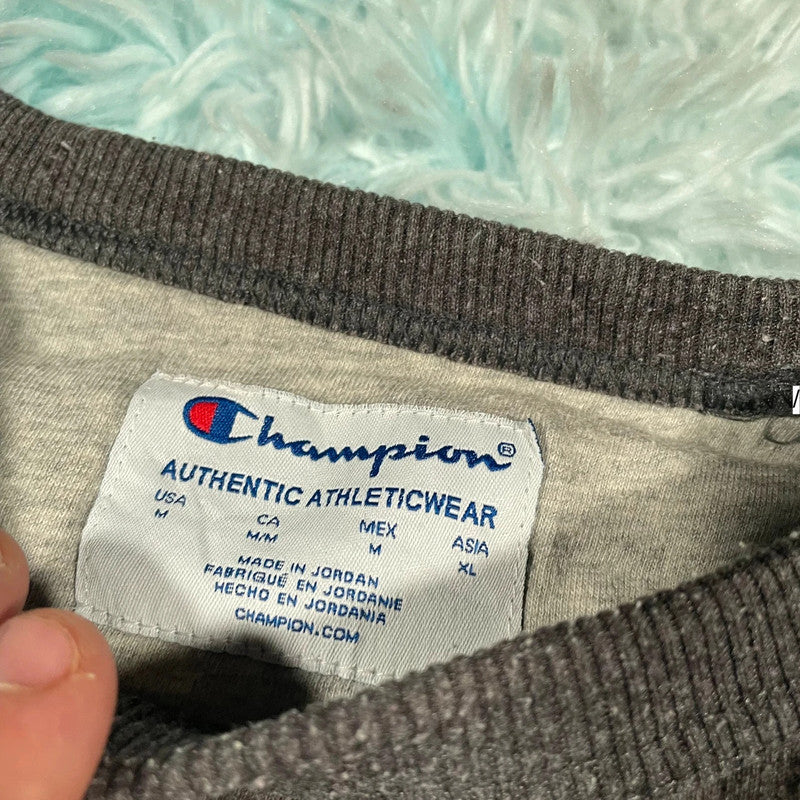 Champion®
AUTHENTIC ATHLETICWEAR
USA CA MEX ASIA
M M/M M XL
MADE IN JORDAN
FABRIQUÉ EN JORDANIE
HECHO EN JORDANIA
CHAMPION.COM